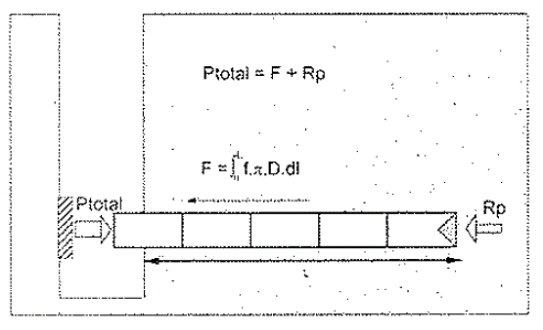 Ptotal = F + Rp
F = ∫₀ᴸ f.π.D.dl
Ptotal
Rp